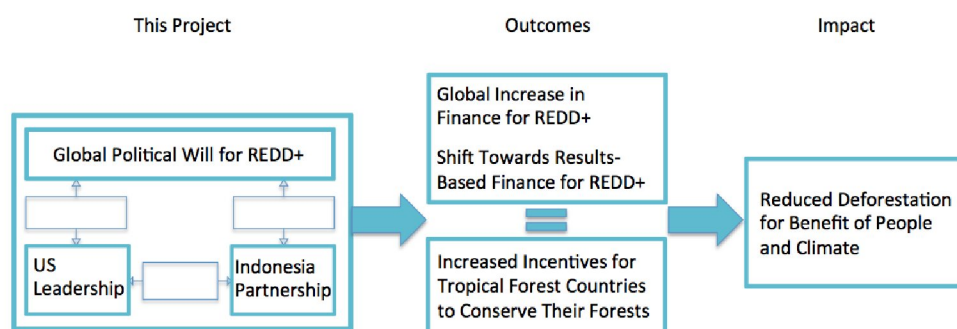 This Project
Outcomes
Impact
Global Political Will for REDD+
US
Leadership
Indonesia
Partnership
Global Increase in
Finance for REDD+
Shift Towards Results-
Based Finance for REDD+
Increased Incentives for
Tropical Forest Countries
to Conserve Their Forests
Reduced Deforestation
for Benefit of People
and Climate